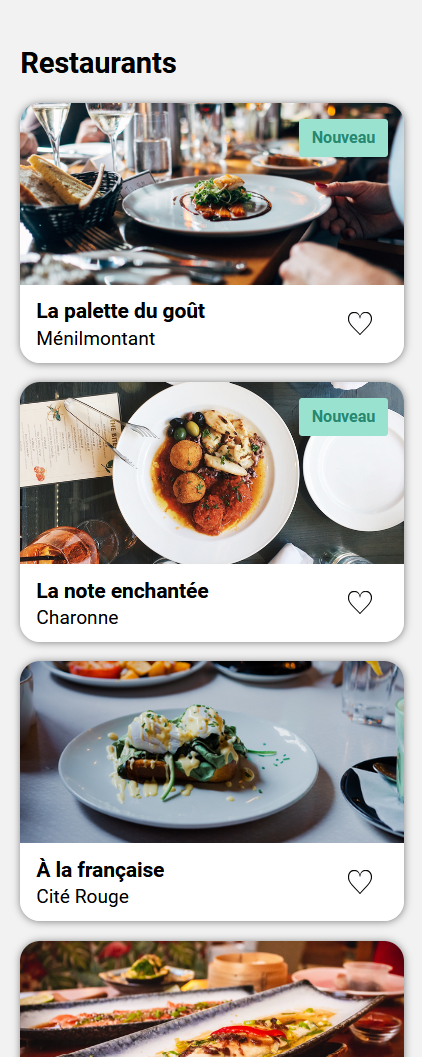 Restaurants
Nouveau
La palette du goût
Ménilmontant
Nouveau
La note enchantée
Charonne
À la française
Cité Rouge